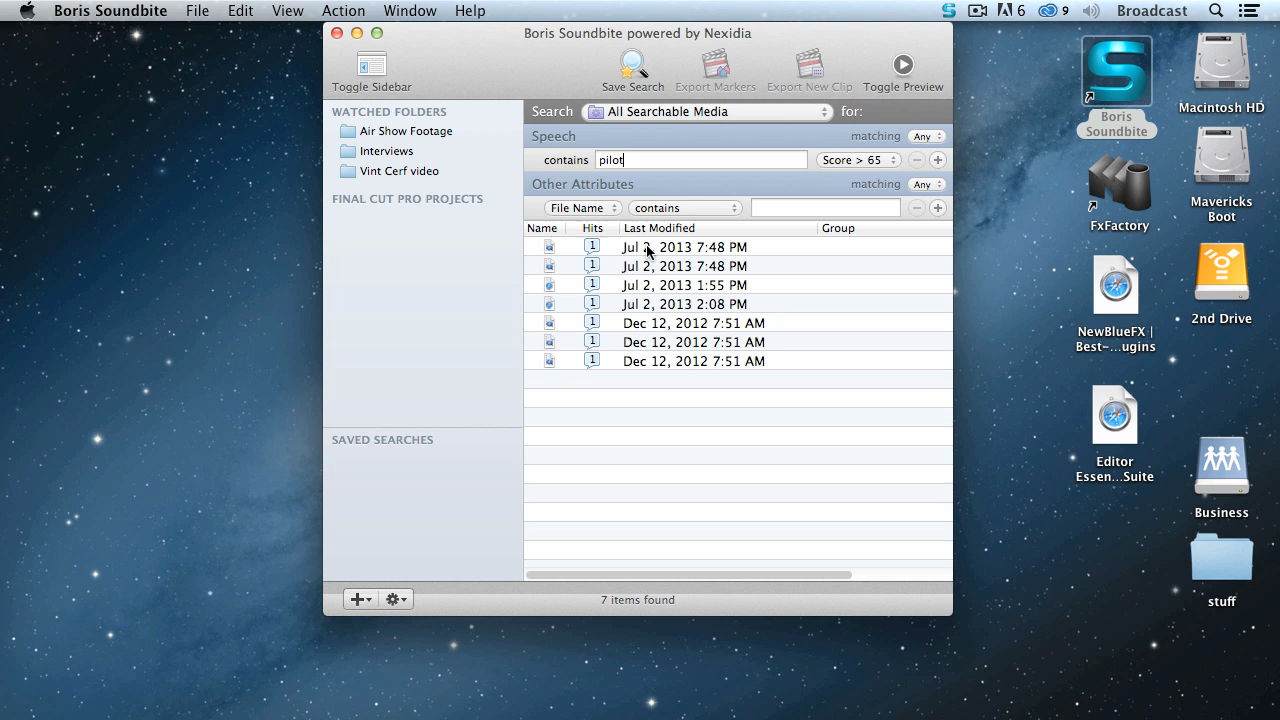 Boris Soundbite File Edit View Action Window Help 6 9 Broadcast
Boris Soundbite powered by Nexidia
Toggle Sidebar Save Search Export Markers Export New Clip Toggle Preview
WATCHED FOLDERS
Air Show Footage
Interviews
Vint Cerf video
FINAL CUT PRO PROJECTS
SAVED SEARCHES
Search All Searchable Media for:
Speech matching Any
contains pilot Score > 65
Other Attributes matching Any
File Name contains
Name Hits Last Modified Group
1 Jul 2, 2013 7:48 PM
1 Jul 2, 2013 7:48 PM
1 Jul 2, 2013 1:55 PM
1 Jul 2, 2013 2:08 PM
1 Dec 12, 2012 7:51 AM
1 Dec 12, 2012 7:51 AM
1 Dec 12, 2012 7:51 AM
7 items found
Boris
Soundbite
FxFactory
NewBlueFX |
Best-...ugins
Editor
Essen...Suite
Macintosh HD
Mavericks
Boot
2nd Drive
Business
stuff